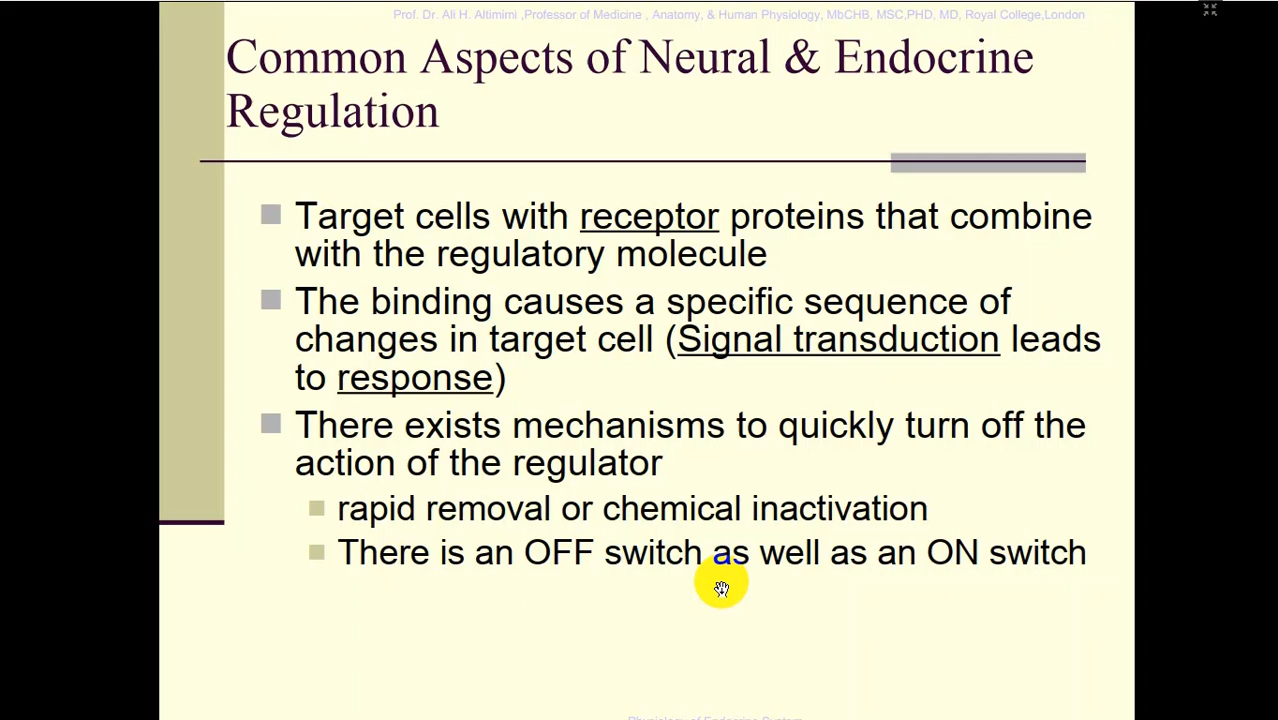 Prof. Dr. Ali H. Altimimi ,Professor of Medicine , Anatomy, & Human Physiology, MbCHB, MSC,PHD, MD, Royal College,London
Common Aspects of Neural & Endocrine
Regulation
Target cells with receptor proteins that combine
with the regulatory molecule
The binding causes a specific sequence of
changes in target cell (Signal transduction leads
to response)
There exists mechanisms to quickly turn off the
action of the regulator
rapid removal or chemical inactivation
There is an OFF switch as well as an ON switch
Physiology of Endocrine System